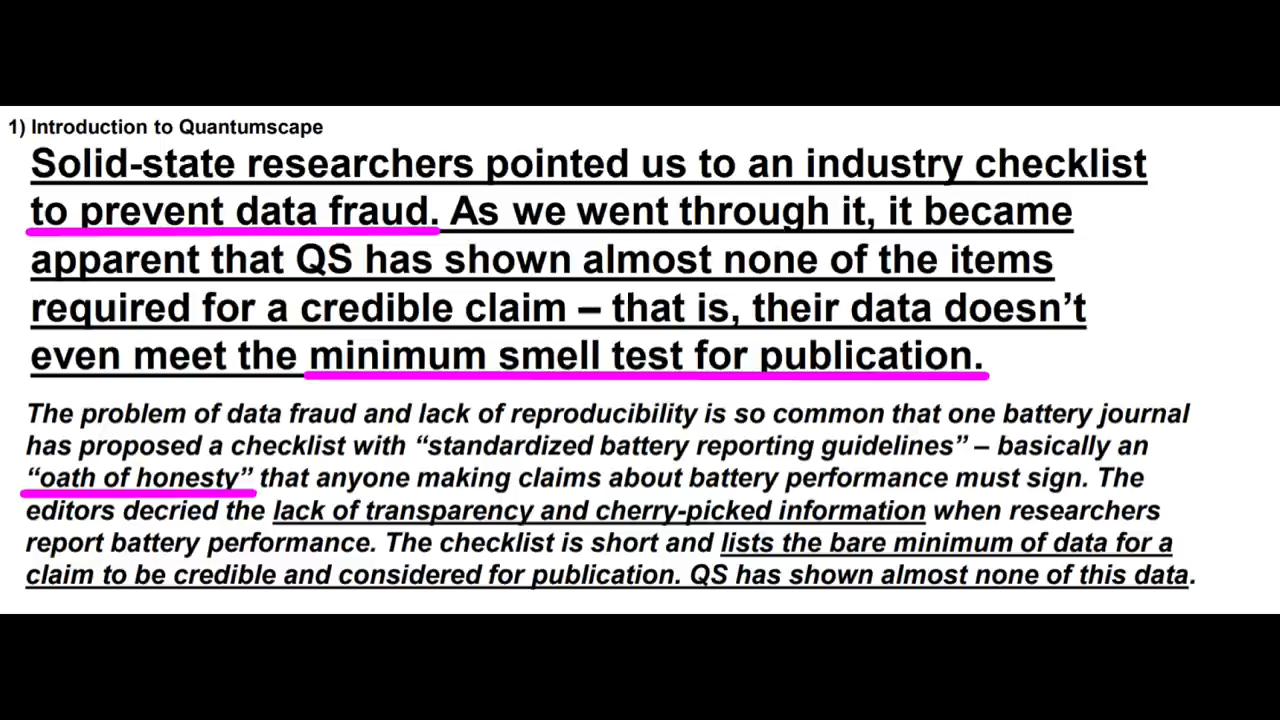 1) Introduction to Quantumscape
Solid-state researchers pointed us to an industry checklist
to prevent data fraud. As we went through it, it became
apparent that QS has shown almost none of the items
required for a credible claim – that is, their data doesn’t
even meet the minimum smell test for publication.
The problem of data fraud and lack of reproducibility is so common that one battery journal
has proposed a checklist with “standardized battery reporting guidelines” – basically an
“oath of honesty” that anyone making claims about battery performance must sign. The
editors decried the lack of transparency and cherry-picked information when researchers
report battery performance. The checklist is short and lists the bare minimum of data for a
claim to be credible and considered for publication. QS has shown almost none of this data.